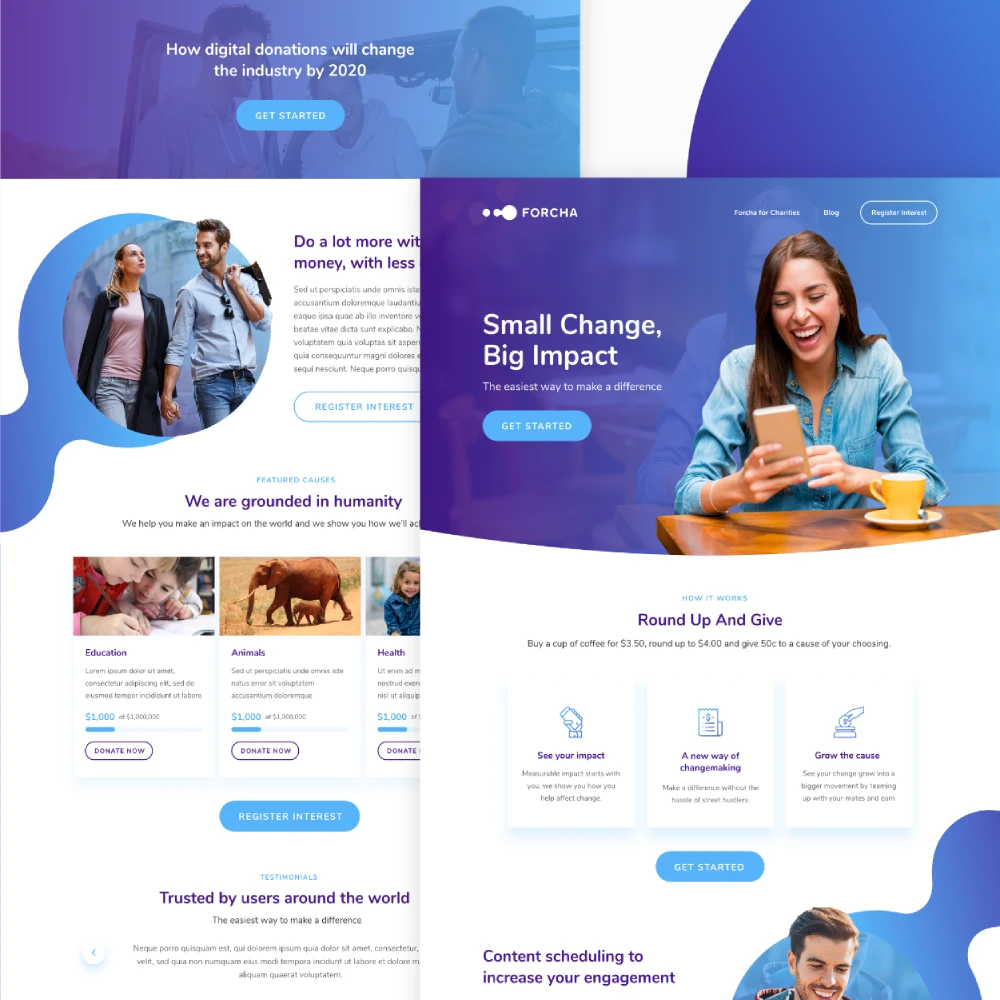 How digital donations will change
the industry by 2020
GET STARTED
Do a lot more wit
money, with less
Sed ut perspiciatis unde omnis iste
accusantium doloremque laudantiu
eaque ipsa quae ab illo inventore v
beatae vitae dicta sunt explicabo. N
voluptatem quia voluptas sit asper
quia consequuntur magni dolores e
sequi nesciunt. Neque porro quisqu
REGISTER INTEREST
FEATURED CAUSES
We are grounded in humanity
We help you make an impact on the world and we show you how we'll ac
Education
Lorem ipsum dolor sit amet,
consectetur adipiscing elit, sed do
eiusmod tempor incididunt ut labore
$1,000 of $1,000,000
DONATE NOW
Animals
Sed ut perspiciatis unde omnis iste
natus error sit voluptatem
accusantium doloremque
$1,000 of $1,000,000
DONATE NOW
Health
Ut enim ad m
nostrud exerc
nisi ut aliquip
$1,000 of $
DONATE
REGISTER INTEREST
TESTIMONIALS
Trusted by users around the world
The easiest way to make a difference
Neque porro quisquam est, qui dolorem ipsum quia dolor sit amet, consectetur,
velit, sed quia non numquam eius modi tempora incidunt ut labore et dolore m
aliquam quaerat voluptatem.
FORCHA
Forcha for Charities
Blog
Register Interest
Small Change,
Big Impact
The easiest way to make a difference
GET STARTED
HOW IT WORKS
Round Up And Give
Buy a cup of coffee for $3.50, round up to $4.00 and give 50c to a cause of your choosing.
See your impact
Measurable impact starts with
you, we show you how you
help affect change.
A new way of
changemaking
Make a difference without the
hassle of street hustlers.
Grow the cause
See your change grow into a
bigger movement by teaming
up with your mates and earn
GET STARTED
Content scheduling to
increase your engagement